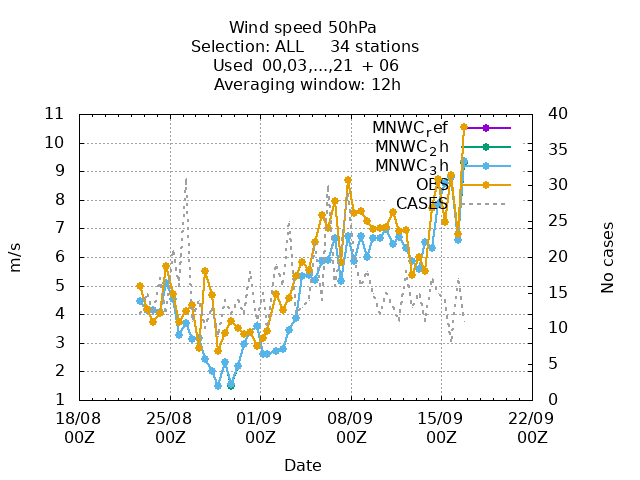 Wind speed 50hPa
Selection: ALL 34 stations
Used 00,03,...,21 + 06
Averaging window: 12h
11 40
10 35
9 30
8 25
7 20
6 15
5 10
4 5
3 0
2
1
m/s
No cases
MNWCref
MNWC2h
MNWC3h
OBS
CASES
18/08 25/08 01/09 08/09 15/09 22/09
00Z 00Z 00Z 00Z 00Z 00Z
Date